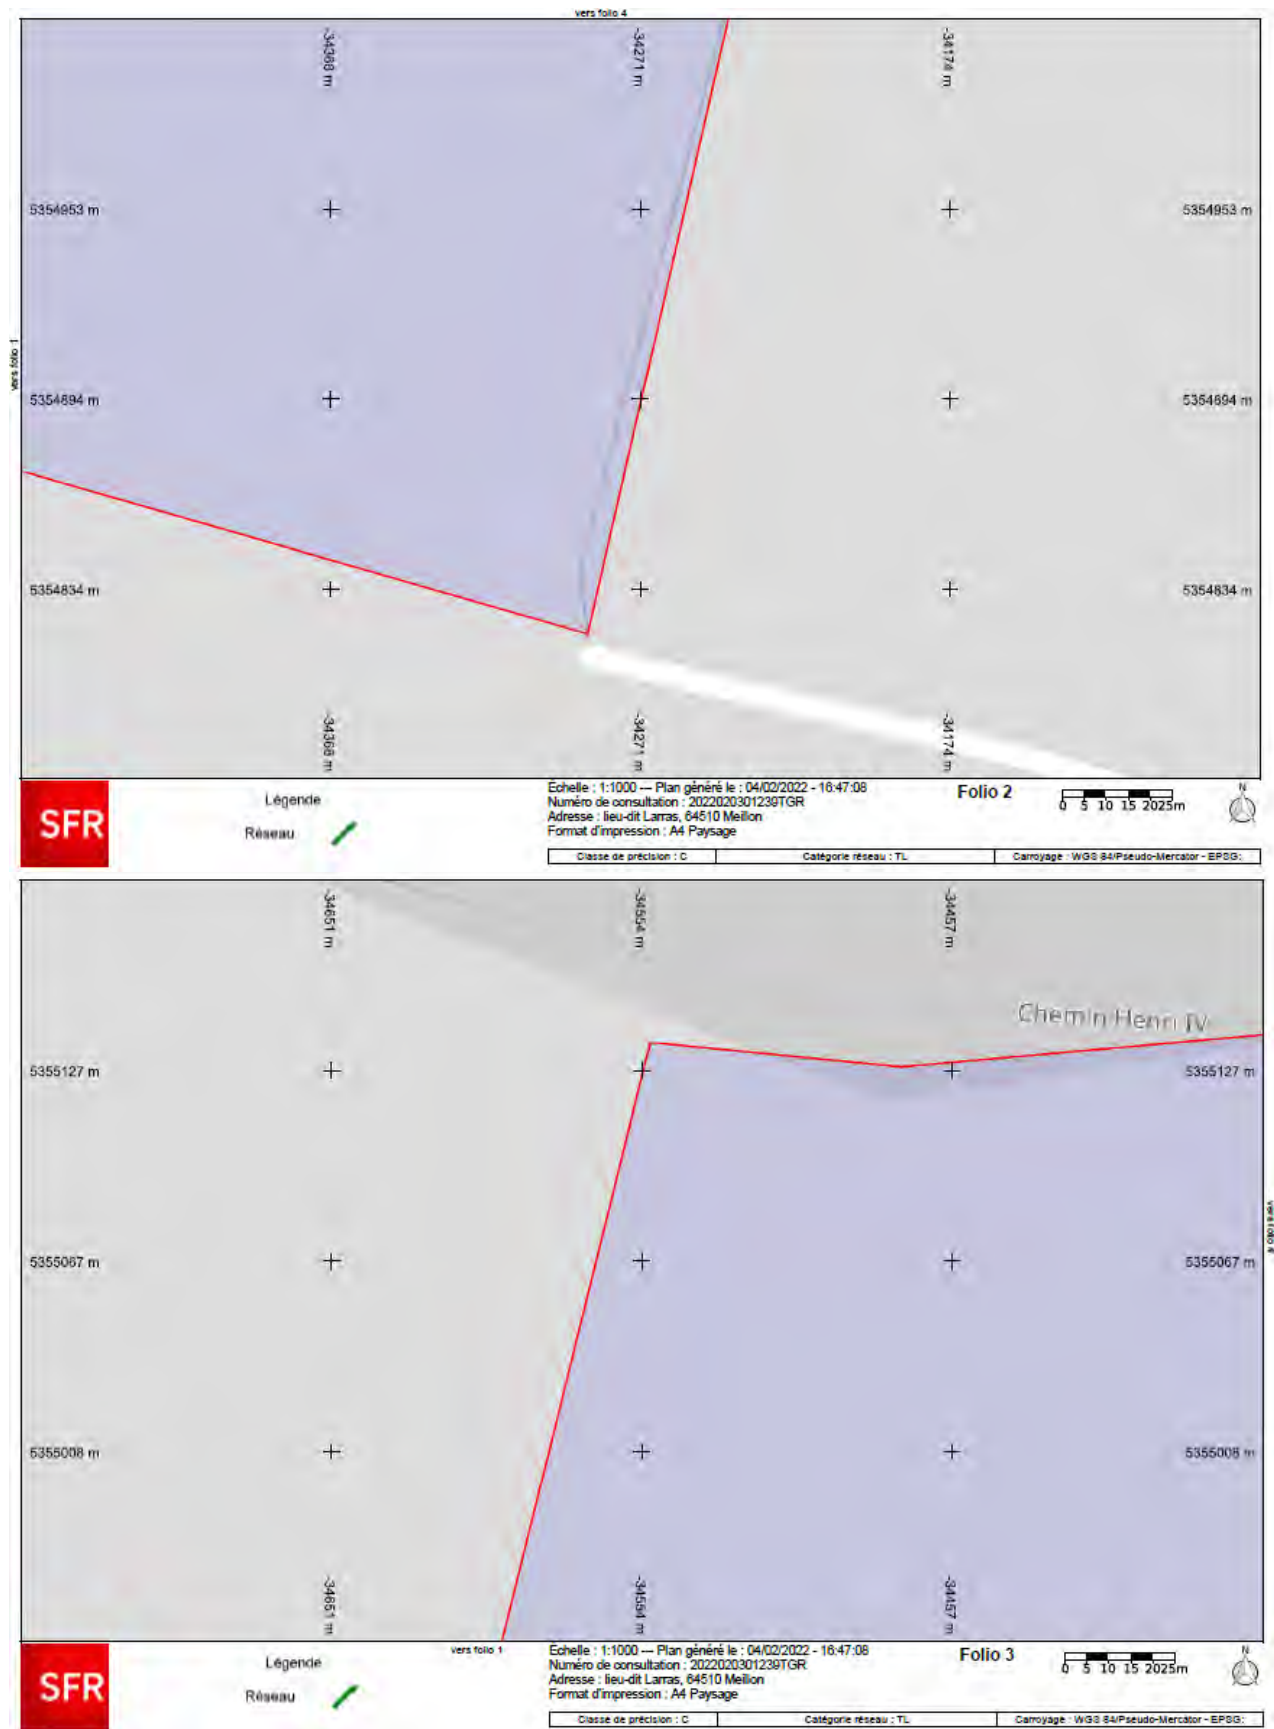 vers folio 4
-34368 m
-34271 m
-34174 m
5354953 m
5354953 m
vers folio 1
5354894 m
5354894 m
5354834 m
5354834 m
-34368 m
-34271 m
-34174 m
SFR
Légende
Réseau
Echelle : 1:1000 --- Plan généré le : 04/02/2022 - 16:47:08
Numéro de consultation : 2022020301239TGR
Adresse : lieu-dit Larras, 64510 Meillon
Format d'impression : A4 Paysage
Folio 2
0 5 10 15 2025m
N
Classe de précision : C
Catégorie réseau : TL
Carroyage : WGS 84/Pseudo-Mercator - EPSG:
-34651 m
-34554 m
-34457 m
Chemin Henri IV
5355127 m
5355127 m
vers folio 4
5355067 m
5355067 m
5355008 m
5355008 m
-34651 m
-34554 m
-34457 m
vers folio 1
SFR
Légende
Réseau
Echelle : 1:1000 --- Plan généré le : 04/02/2022 - 16:47:08
Numéro de consultation : 2022020301239TGR
Adresse : lieu-dit Larras, 64510 Meillon
Format d'impression : A4 Paysage
Folio 3
0 5 10 15 2025m
N
Classe de précision : C
Catégorie réseau : TL
Carroyage : WGS 84/Pseudo-Mercator - EPSG: